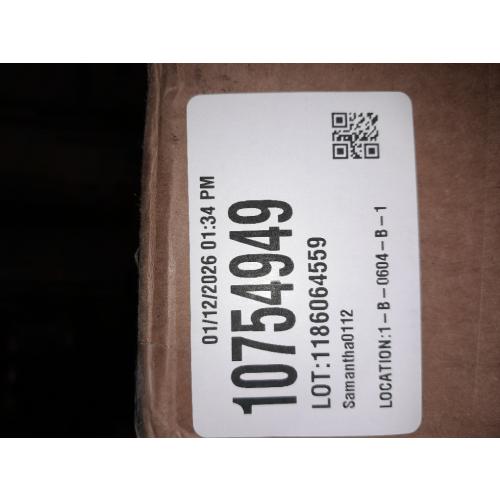 01/12/2026 01:34 PM
10754949
LOT:1186064559
Samantha0112
LOCATION:1-B-0604-B-1